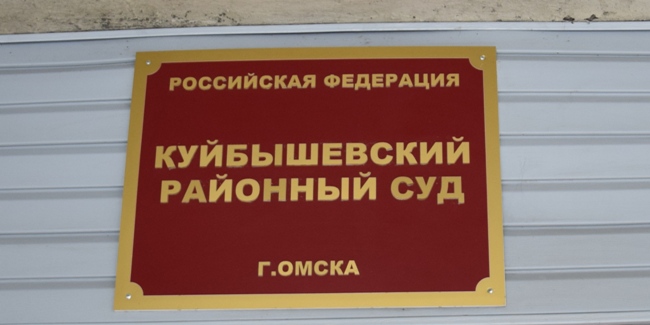 РОССИЙСКАЯ ФЕДЕРАЦИЯ
КУЙБЫШЕВСКИЙ
РАЙОННЫЙ СУД
Г.ОМСКА